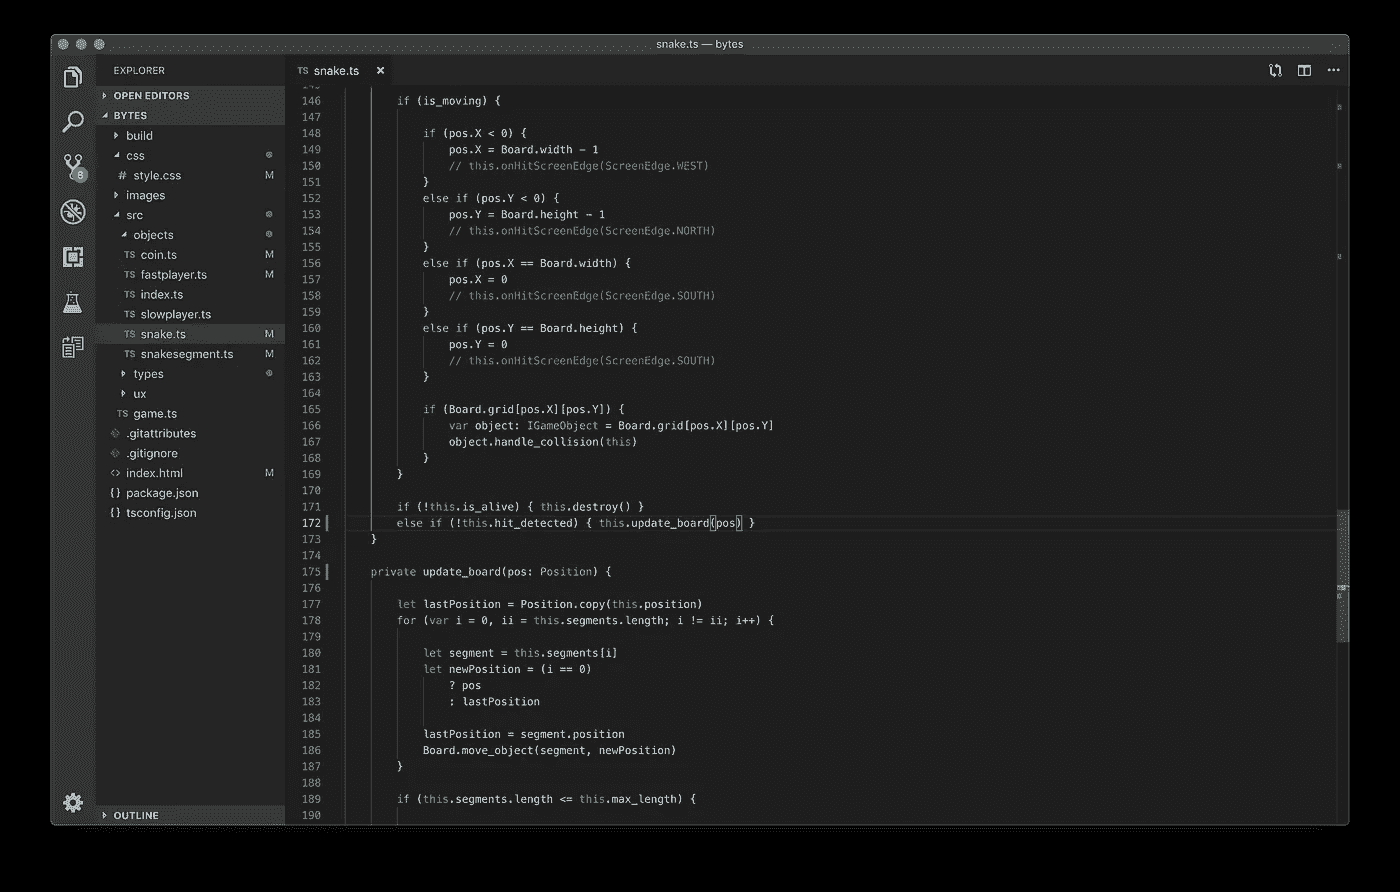 snake.ts — bytes
EXPLORER
OPEN EDITORS
BYTES
build
css
# style.css M
images
src
objects
TS coin.ts M
TS fastplayer.ts M
TS index.ts
TS slowplayer.ts
TS snake.ts M
TS snakesegment.ts M
types
ux
TS game.ts
.gitattributes
.gitignore
<> index.html M
{} package.json
{} tsconfig.json
OUTLINE
8
TS snake.ts ×
146 if (is_moving) {
147
148 if (pos.X < 0) {
149 pos.X = Board.width - 1
150 // this.onHitScreenEdge(ScreenEdge.WEST)
151 }
152 else if (pos.Y < 0) {
153 pos.Y = Board.height - 1
154 // this.onHitScreenEdge(ScreenEdge.NORTH)
155 }
156 else if (pos.X == Board.width) {
157 pos.X = 0
158 // this.onHitScreenEdge(ScreenEdge.SOUTH)
159 }
160 else if (pos.Y == Board.height) {
161 pos.Y = 0
162 // this.onHitScreenEdge(ScreenEdge.SOUTH)
163 }
164
165 if (Board.grid[pos.X][pos.Y]) {
166 var object: IGameObject = Board.grid[pos.X][pos.Y]
167 object.handle_collision(this)
168 }
169 }
170
171 if (!this.is_alive) { this.destroy() }
172 else if (!this.hit_detected) { this.update_board(pos) }
173 }
174
175 private update_board(pos: Position) {
176
177 let lastPosition = Position.copy(this.position)
178 for (var i = 0, ii = this.segments.length; i != ii; i++) {
179
180 let segment = this.segments[i]
181 let newPosition = (i == 0)
182 ? pos
183 : lastPosition
184
185 lastPosition = segment.position
186 Board.move_object(segment, newPosition)
187 }
188
189 if (this.segments.length <= this.max_length) {
190